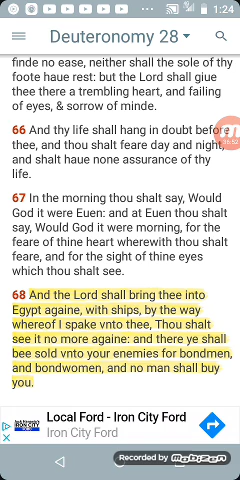 1:24
Deuteronomy 28
finde no ease, neither shall the sole of thy
foote haue rest: but the Lord shall giue
thee there a trembling heart, and failing
of eyes, & sorrow of minde.
66 And thy life shall hang in doubt before
thee, and thou shalt feare day and night,
and shalt haue none assurance of thy
life.
67 In the morning thou shalt say, Would
God it were Euen: and at Euen thou shalt
say, Would God it were morning, for the
feare of thine heart wherewith thou shalt
feare, and for the sight of thine eyes
which thou shalt see.
68 And the Lord shall bring thee into
Egypt againe, with ships, by the way
whereof I spake vnto thee, Thou shalt
see it no more againe: and there ye shall
bee sold vnto your enemies for bondmen,
and bondwomen, and no man shall buy
you.
Local Ford - Iron City Ford
Iron City Ford
Recorded by mobizen